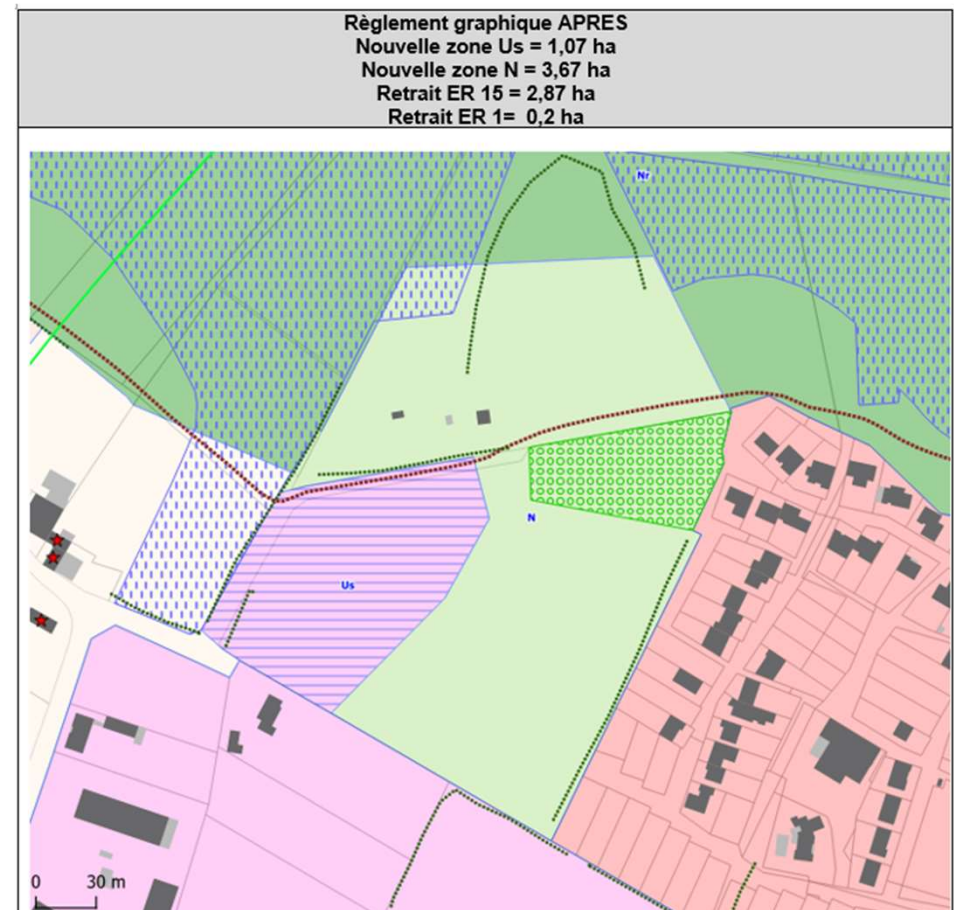 Règlement graphique APRES
Nouvelle zone Us = 1,07 ha
Nouvelle zone N = 3,67 ha
Retrait ER 15 = 2,87 ha
Retrait ER 1=  0,2 ha
Nr
N
Us
0 30 m